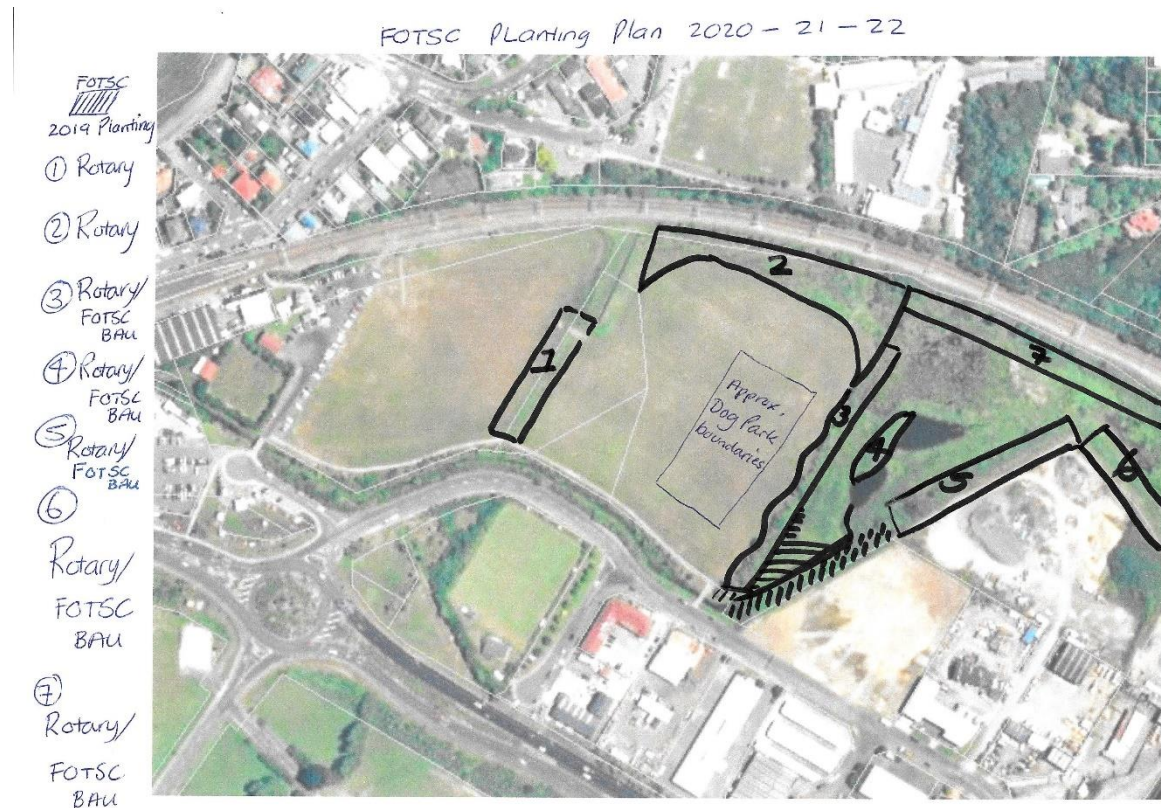 FOTSC Planting Plan 2020 - 21 - 22
FOTSC
2019 Planting
① Rotary
② Rotary
③ Rotary/
FOTSC
BAU
④ Rotary/
FOTSC
BAU
⑤ Rotary/
FOTSC
BAU
⑥
Rotary/
FOTSC
BAU
⑦
Rotary/
FOTSC
BAU
2
7
1
Approx,
Dog Park
boundaries
3
4
5
6